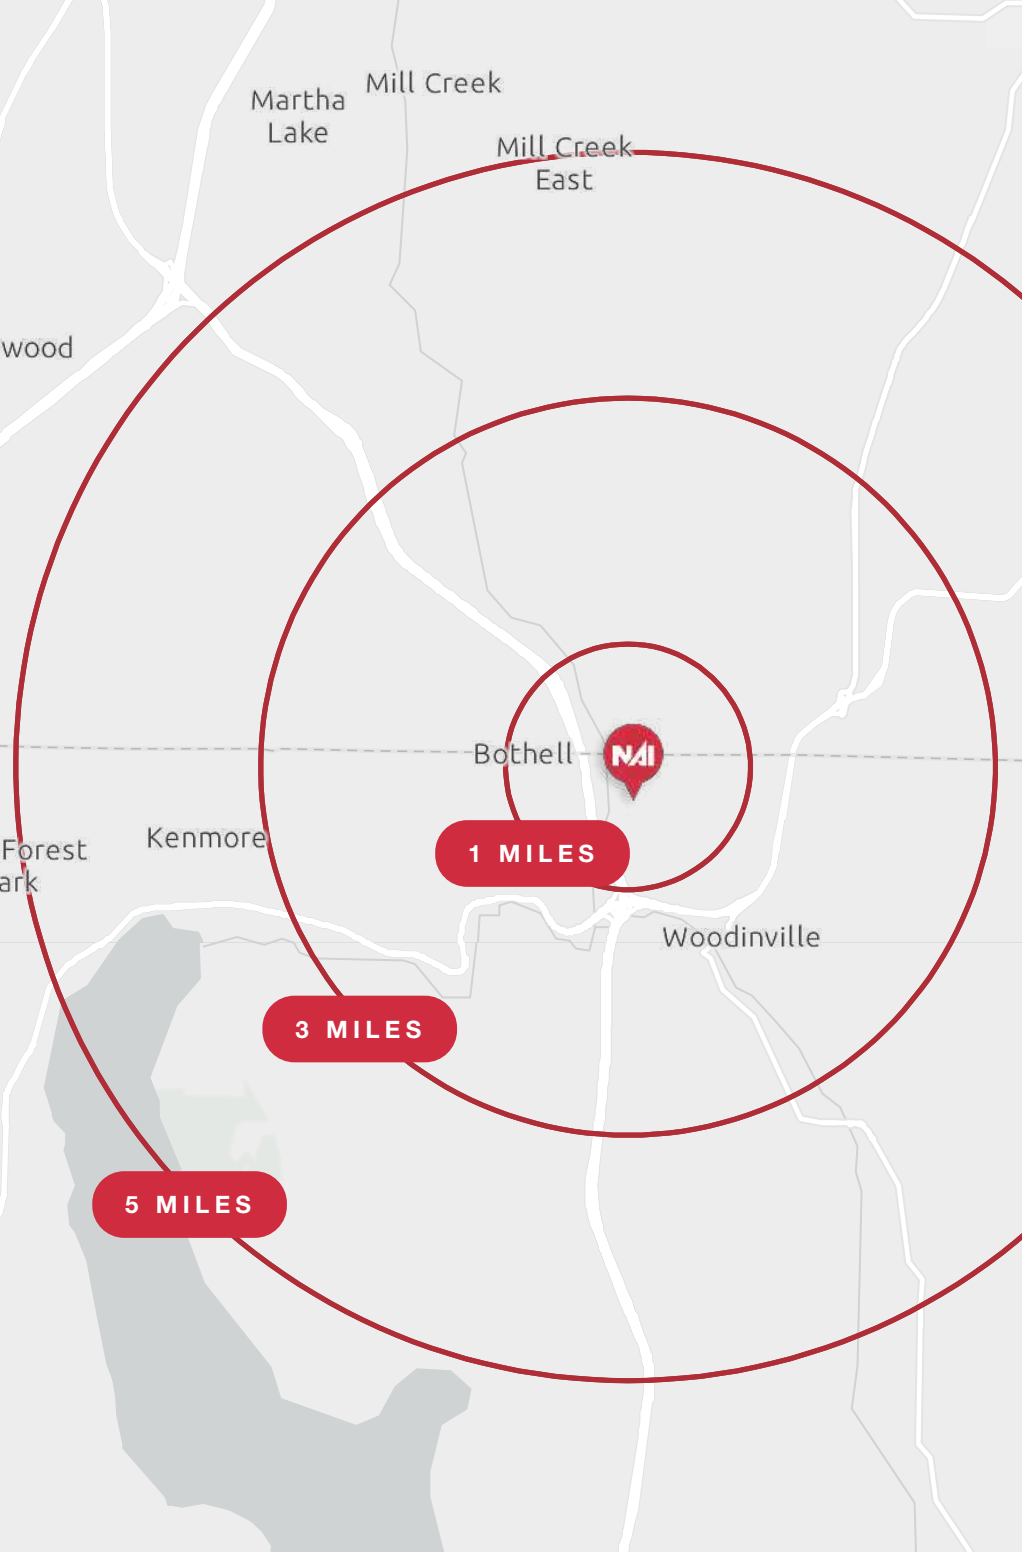 Mill Creek
Martha
Lake
Mill Creek
East
wood
Bothell
NAI
Kenmore
1 MILES
Forest
ark
Woodinville
3 MILES
5 MILES